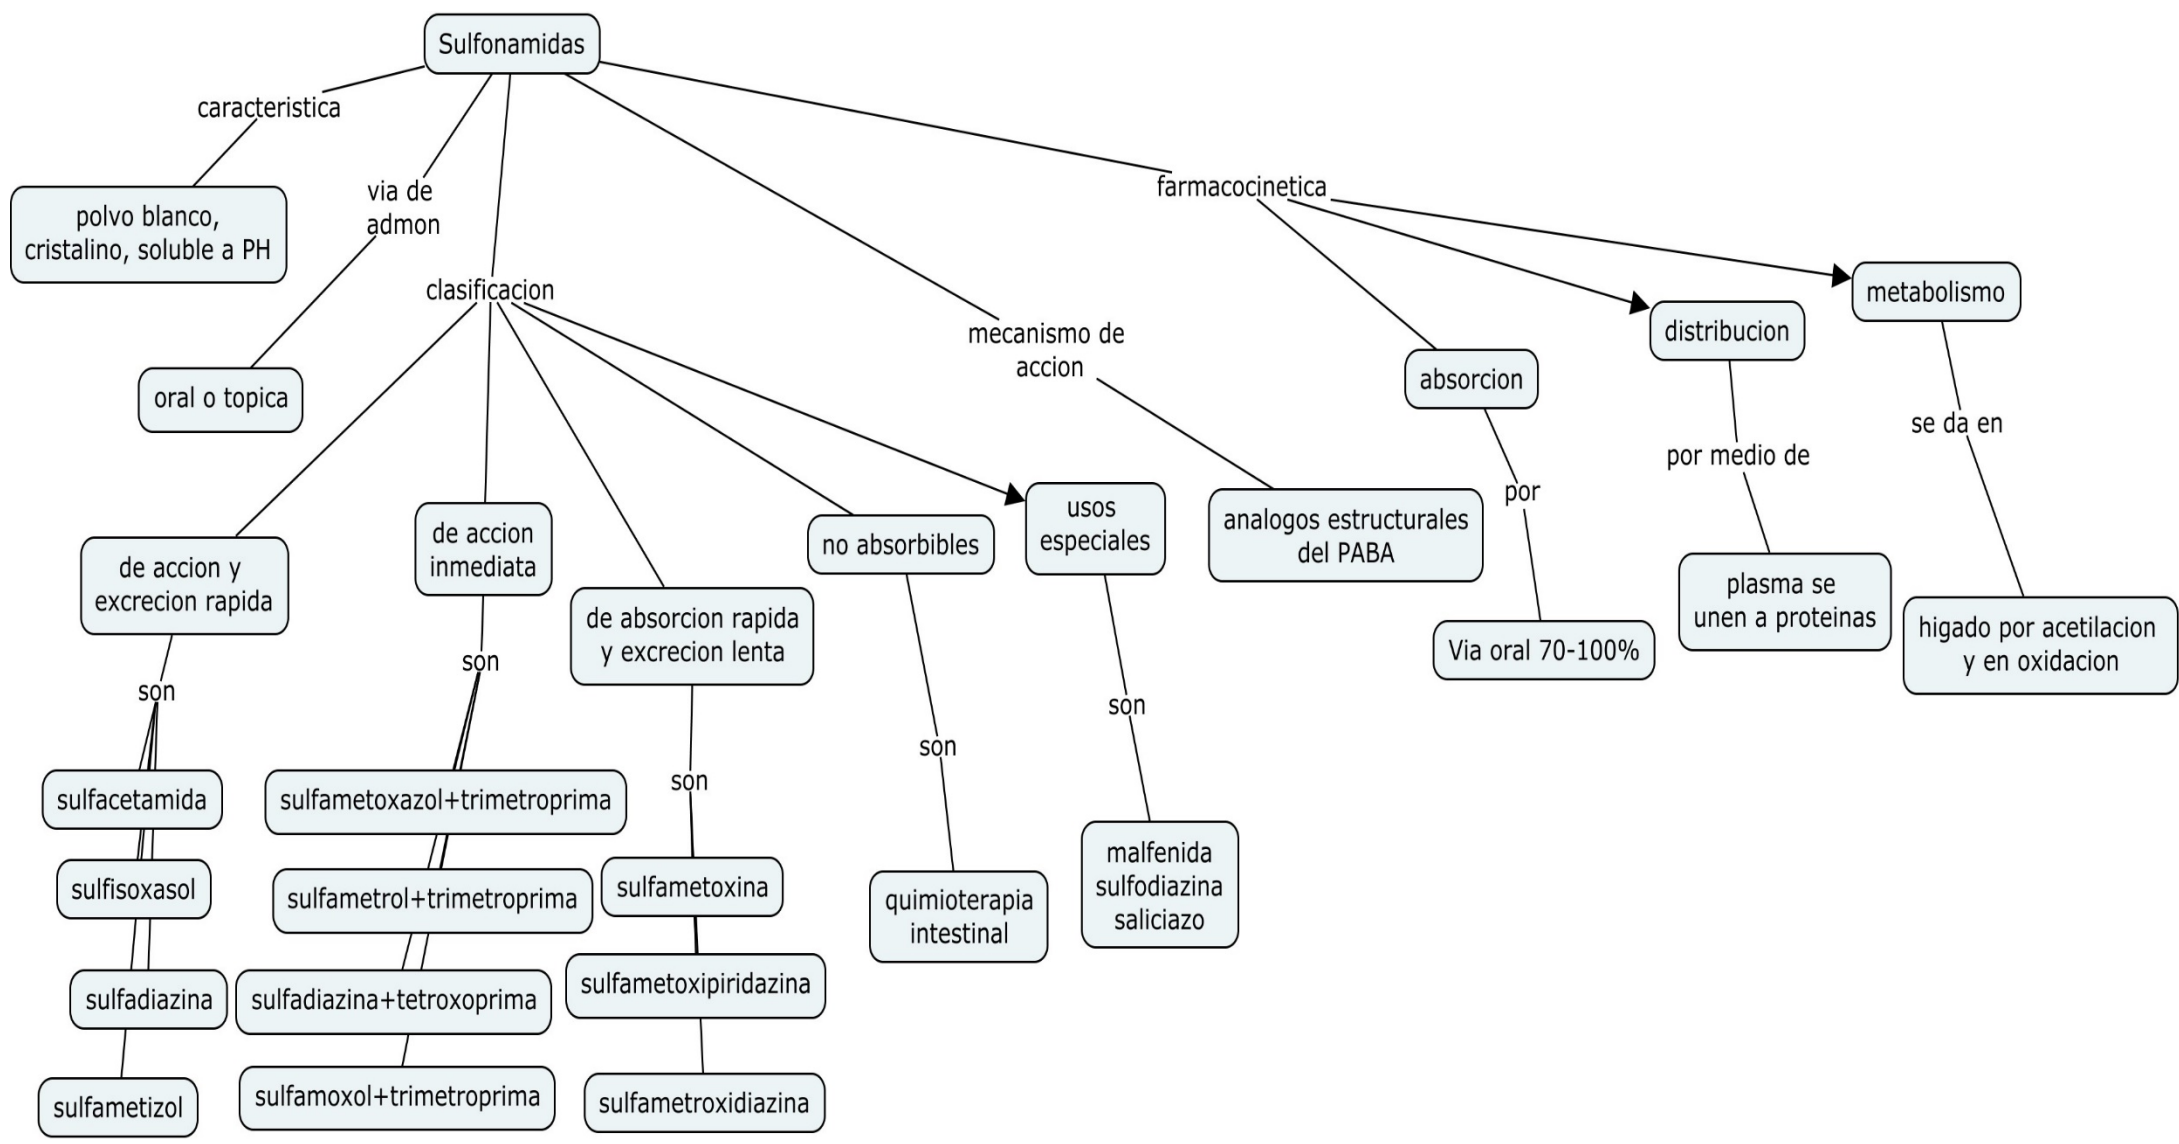 Sulfonamidas
caracteristica
polvo blanco,
cristalino, soluble a PH
via de
admon
oral o topica
clasificacion
de accion y
excrecion rapida
son
sulfacetamida
sulfisoxasol
sulfadiazina
sulfametizol
de accion
inmediata
son
sulfametoxazol+trimetroprima
sulfametrol+trimetroprima
sulfadiazina+tetroxoprima
sulfamoxol+trimetroprima
de absorcion rapida
y excrecion lenta
son
sulfametoxina
sulfametoxipiridazina
sulfametroxidiazina
no absorbibles
son
quimioterapia
intestinal
usos
especiales
son
malfenida
sulfodiazina
saliciazo
mecanismo de
accion
analogos estructurales
del PABA
farmacocinetica
absorcion
por
Via oral 70-100%
distribucion
por medio de
plasma se
unen a proteinas
metabolismo
se da en
higado por acetilacion
y en oxidacion